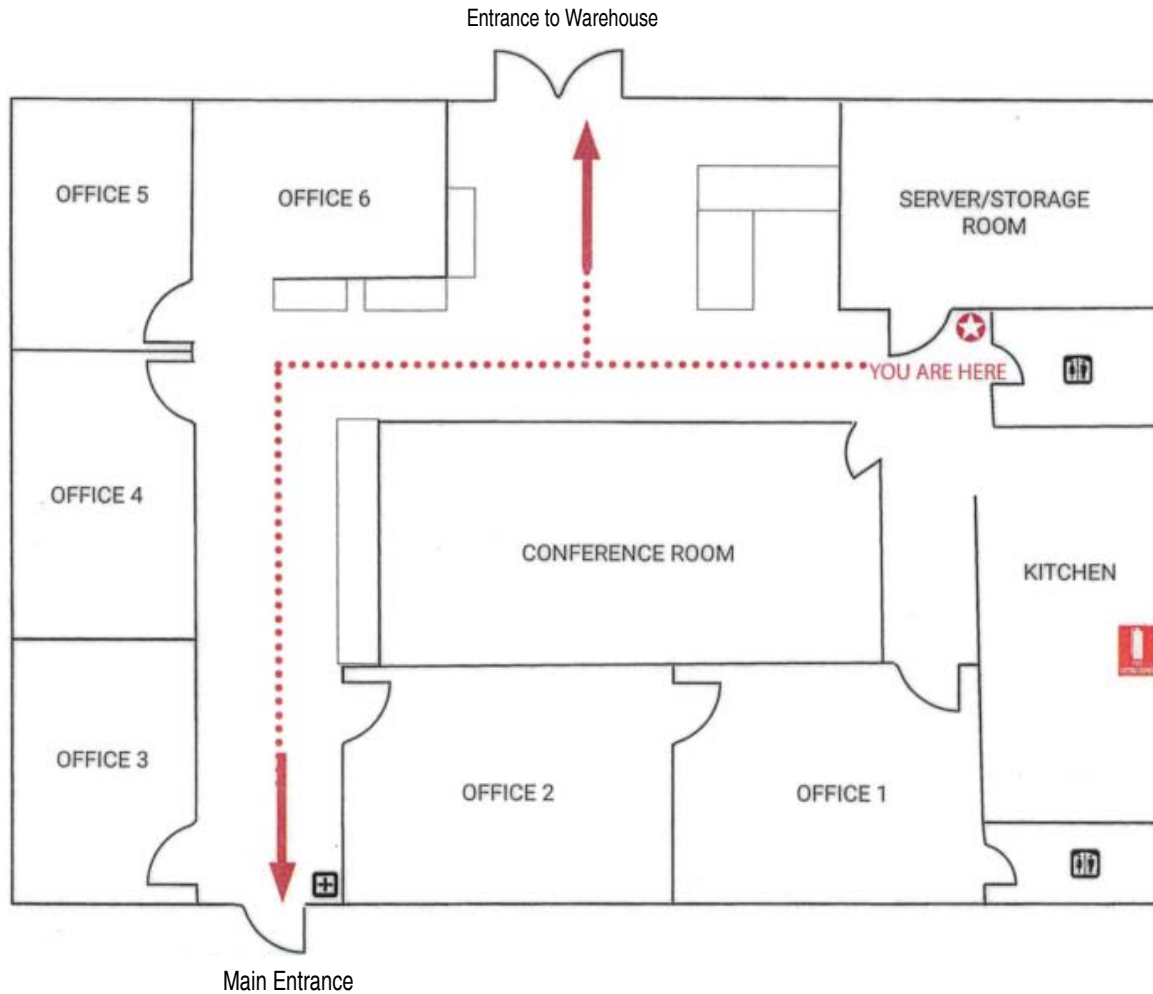 Entrance to Warehouse
OFFICE 5
OFFICE 6
SERVER/STORAGE
ROOM
YOU ARE HERE
OFFICE 4
CONFERENCE ROOM
KITCHEN
OFFICE 3
OFFICE 2
OFFICE 1
Main Entrance